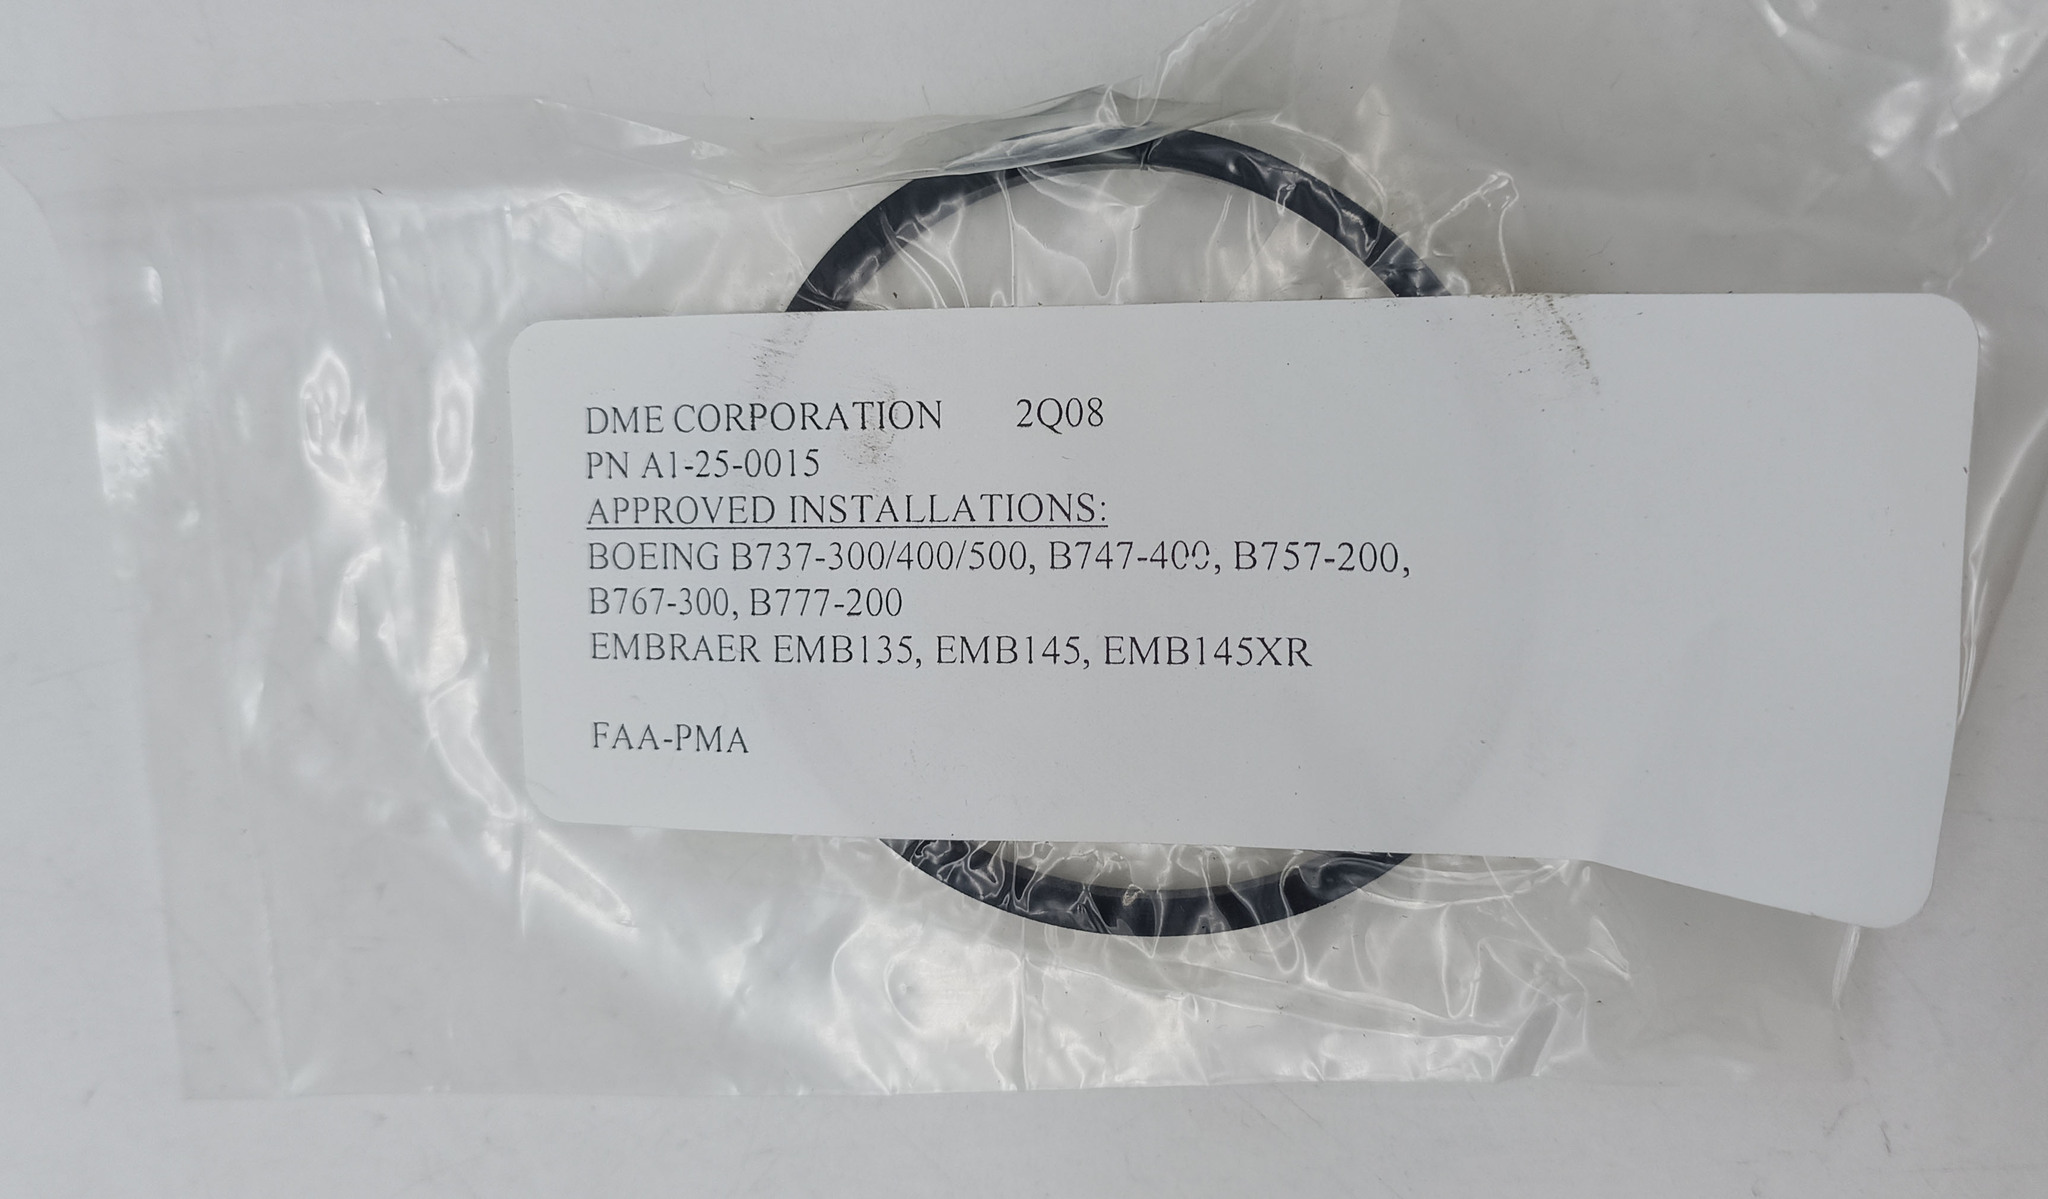 DME CORPORATION 2Q08
PN A1-25-0015
APPROVED INSTALLATIONS:
BOEING B737-300/400/500, B747-400, B757-200,
B767-300, B777-200
EMBRAER EMB135, EMB145, EMB145XR
FAA-PMA